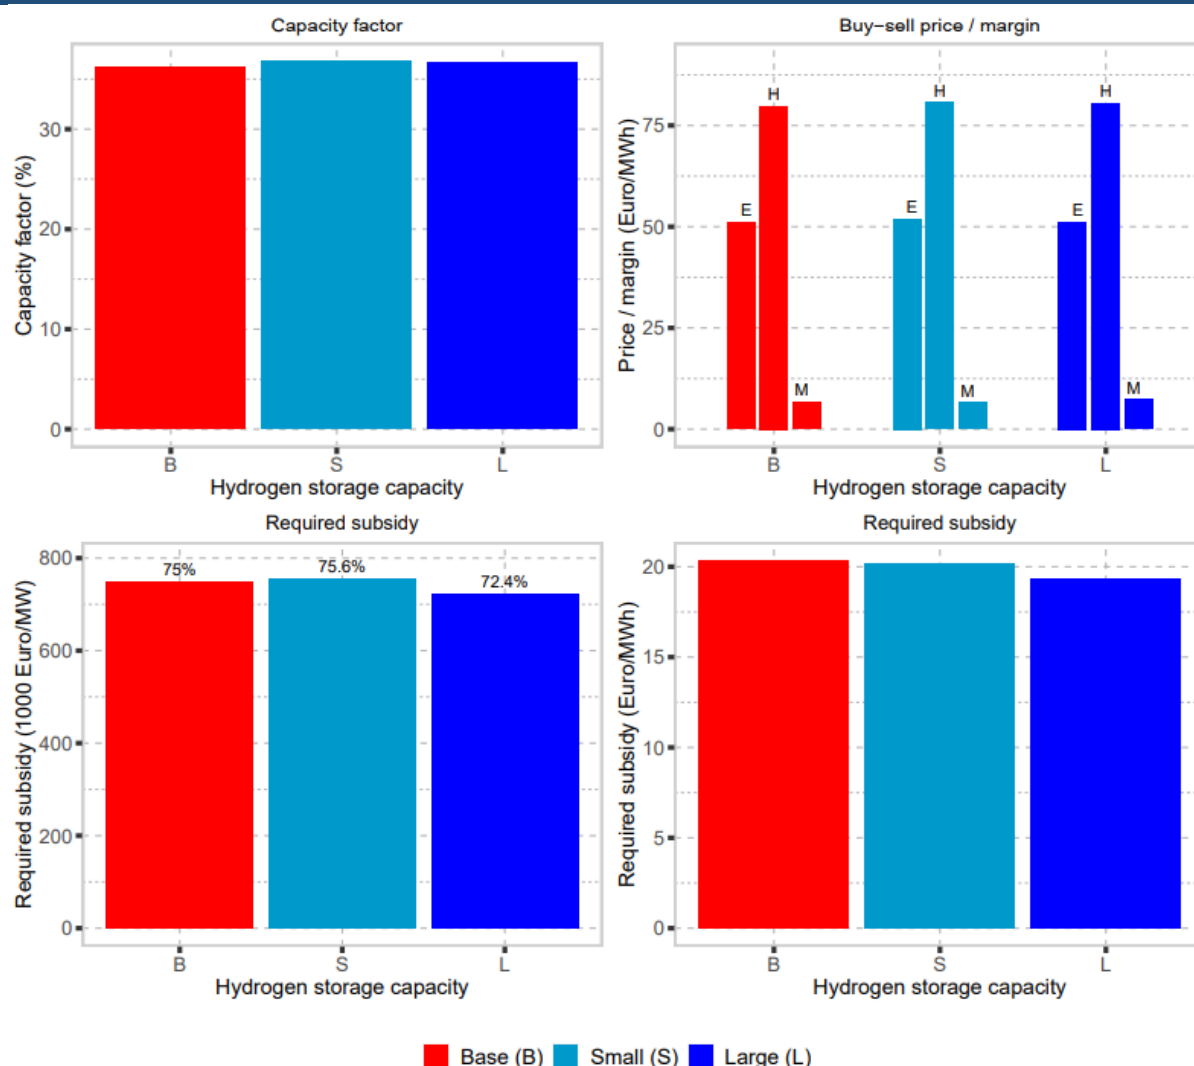 Capacity factor
Capacity factor (%)
30
20
10
0
B S L
Hydrogen storage capacity
Buy−sell price / margin
Price / margin (Euro/MWh)
75
50
25
0
E H M
E H M
E H M
B S L
Hydrogen storage capacity
Required subsidy
Required subsidy (1000 Euro/MW)
800
600
400
200
0
75% 75.6% 72.4%
B S L
Hydrogen storage capacity
Required subsidy
Required subsidy (Euro/MWh)
20
15
10
5
0
B S L
Hydrogen storage capacity
Base (B) Small (S) Large (L)